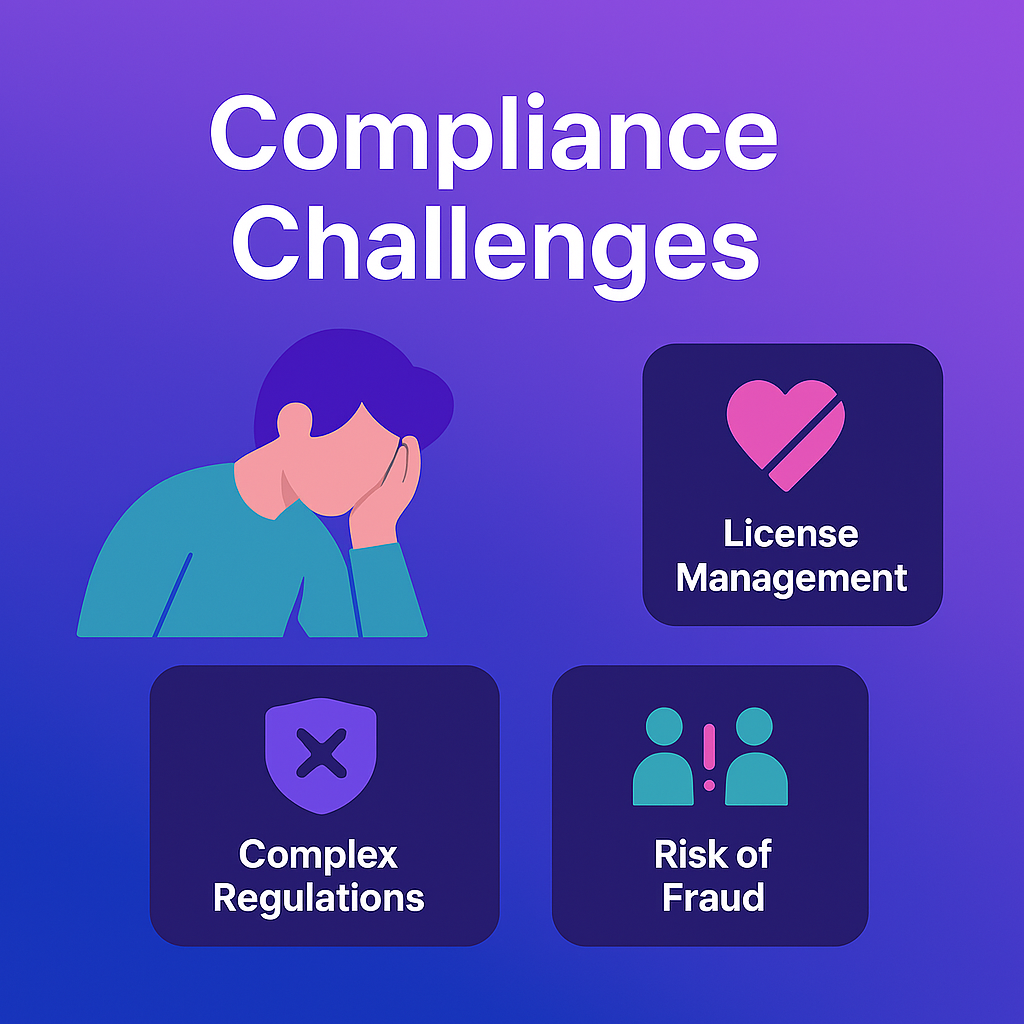 Compliance
Challenges
License
Management
Complex
Regulations
Risk of
Fraud